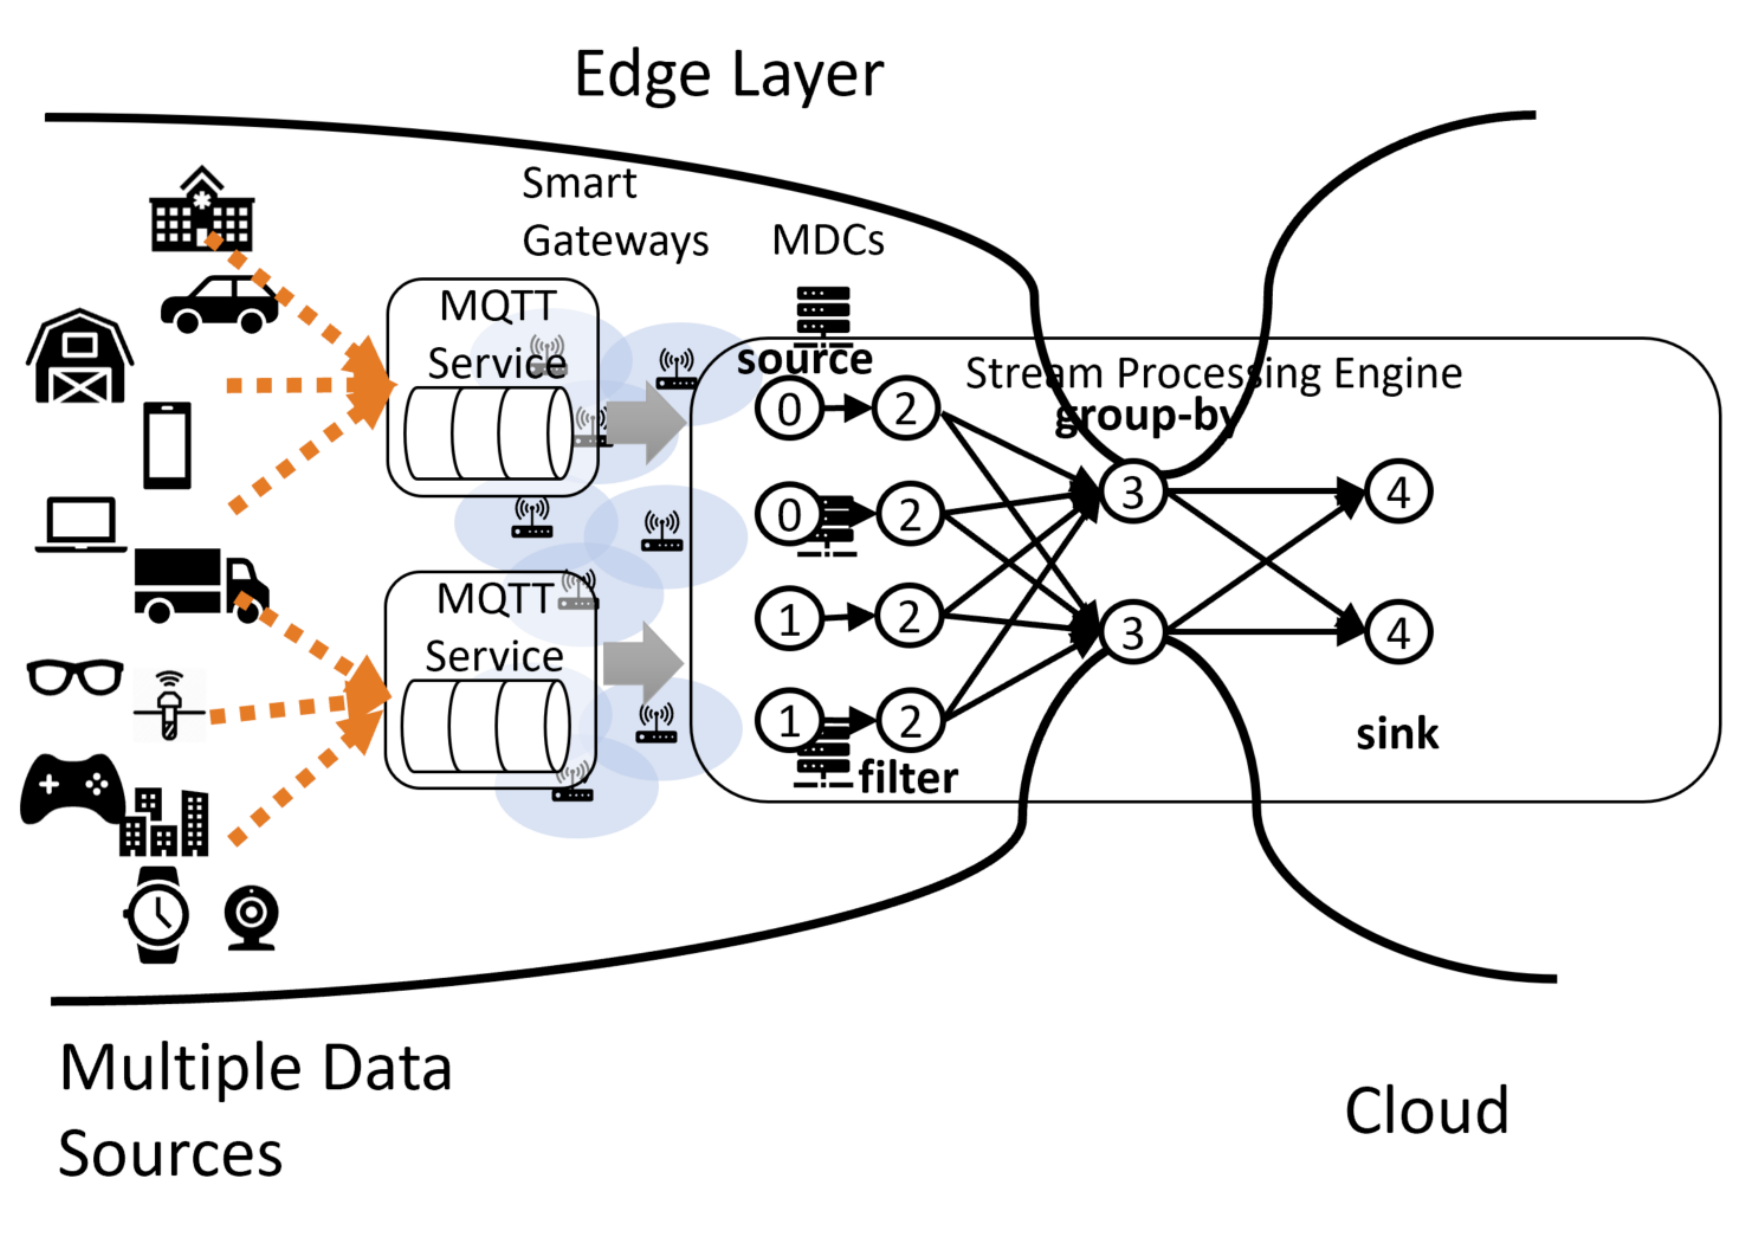 Edge Layer
Smart
Gateways
MDCs
MQTT
Service
source
Stream Processing Engine
group-by
0
2
3
4
0
2
MQTT
Service
1
2
3
4
1
2
sink
filter
Multiple Data
Sources
Cloud